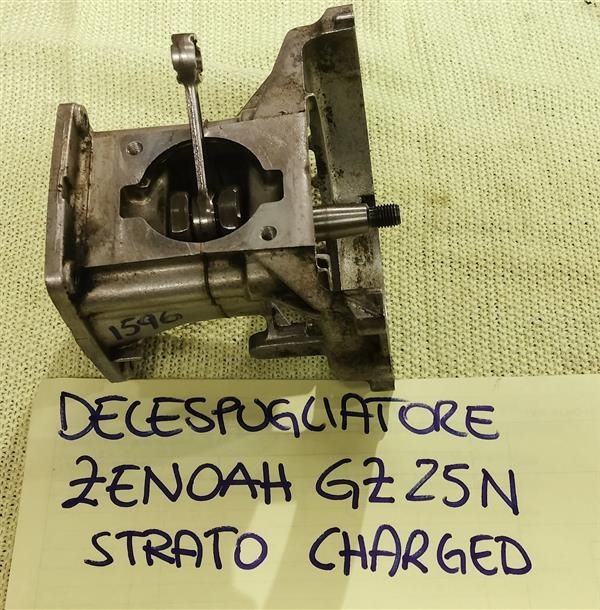 1596
DECESPUGLIATORE
ZENOAH GZ25N
STRATO CHARGED